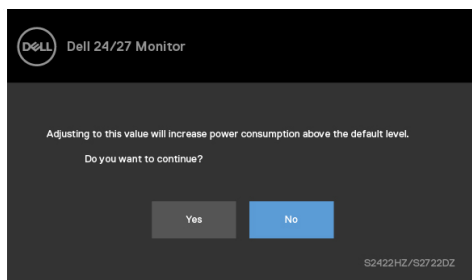 DELL
Dell 24/27 Monitor
Adjusting to this value will increase power consumption above the default level.
Do you want to continue?
Yes
No
S2422HZ/S2722DZ